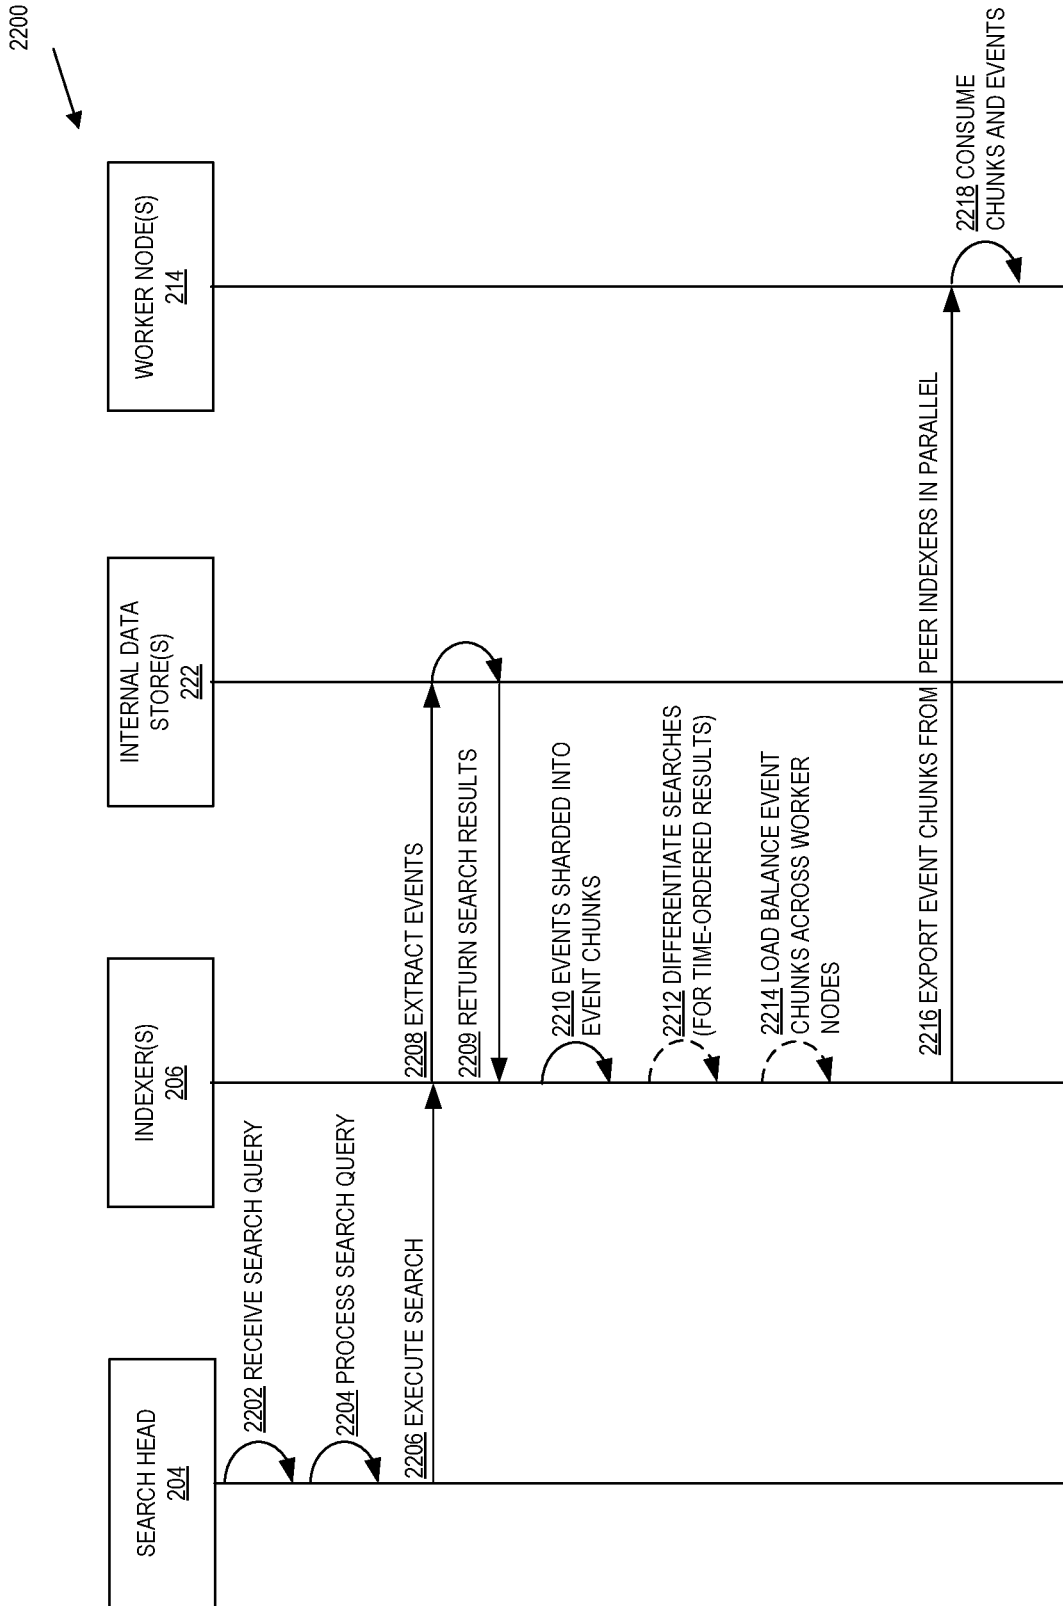 2200
SEARCH HEAD
204
INDEXER(S)
206
INTERNAL DATA
STORE(S)
222
WORKER NODE(S)
214
2202 RECEIVE SEARCH QUERY
2204 PROCESS SEARCH QUERY
2206 EXECUTE SEARCH
2208 EXTRACT EVENTS
2209 RETURN SEARCH RESULTS
2210 EVENTS SHARDED INTO
EVENT CHUNKS
2212 DIFFERENTIATE SEARCHES
(FOR TIME-ORDERED RESULTS)
2214 LOAD BALANCE EVENT
CHUNKS ACROSS WORKER
NODES
2216 EXPORT EVENT CHUNKS FROM PEER INDEXERS IN PARALLEL
2218 CONSUME
CHUNKS AND EVENTS